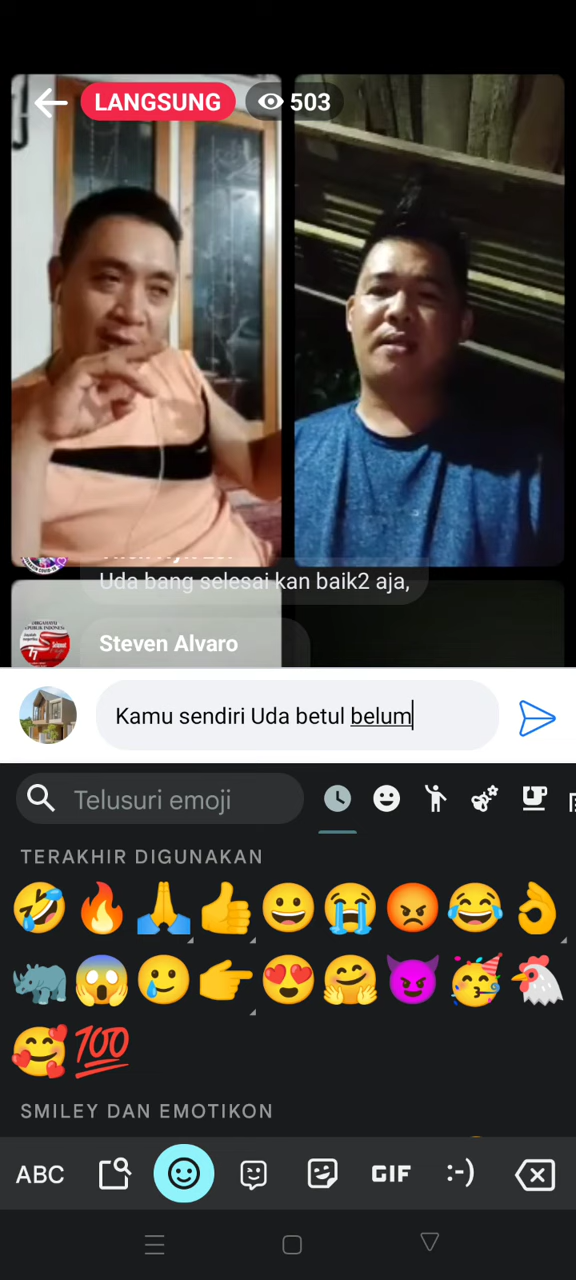 LANGSUNG
503
Uda bang selesai kan baik2 aja,
Steven Alvaro
Kamu sendiri Uda betul belum
Telusuri emoji
TERAKHIR DIGUNAKAN
SMILEY DAN EMOTIKON
ABC
GIF
:-)